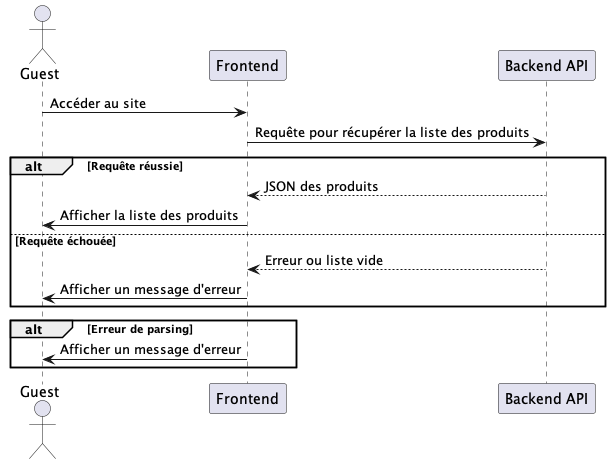 Guest
Frontend
Backend API
Accéder au site
Requête pour récupérer la liste des produits
alt
[Requête réussie]
JSON des produits
Afficher la liste des produits
[Requête échouée]
Erreur ou liste vide
Afficher un message d'erreur
alt
[Erreur de parsing]
Afficher un message d'erreur
Guest
Frontend
Backend API